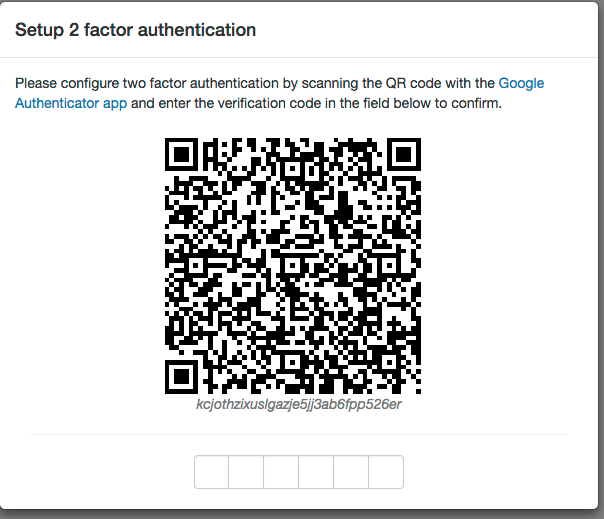 Setup 2 factor authentication
Please configure two factor authentication by scanning the QR code with the Google
Authenticator app and enter the verification code in the field below to confirm.
kcjothzixuslgazje5jj3ab6fpp526er